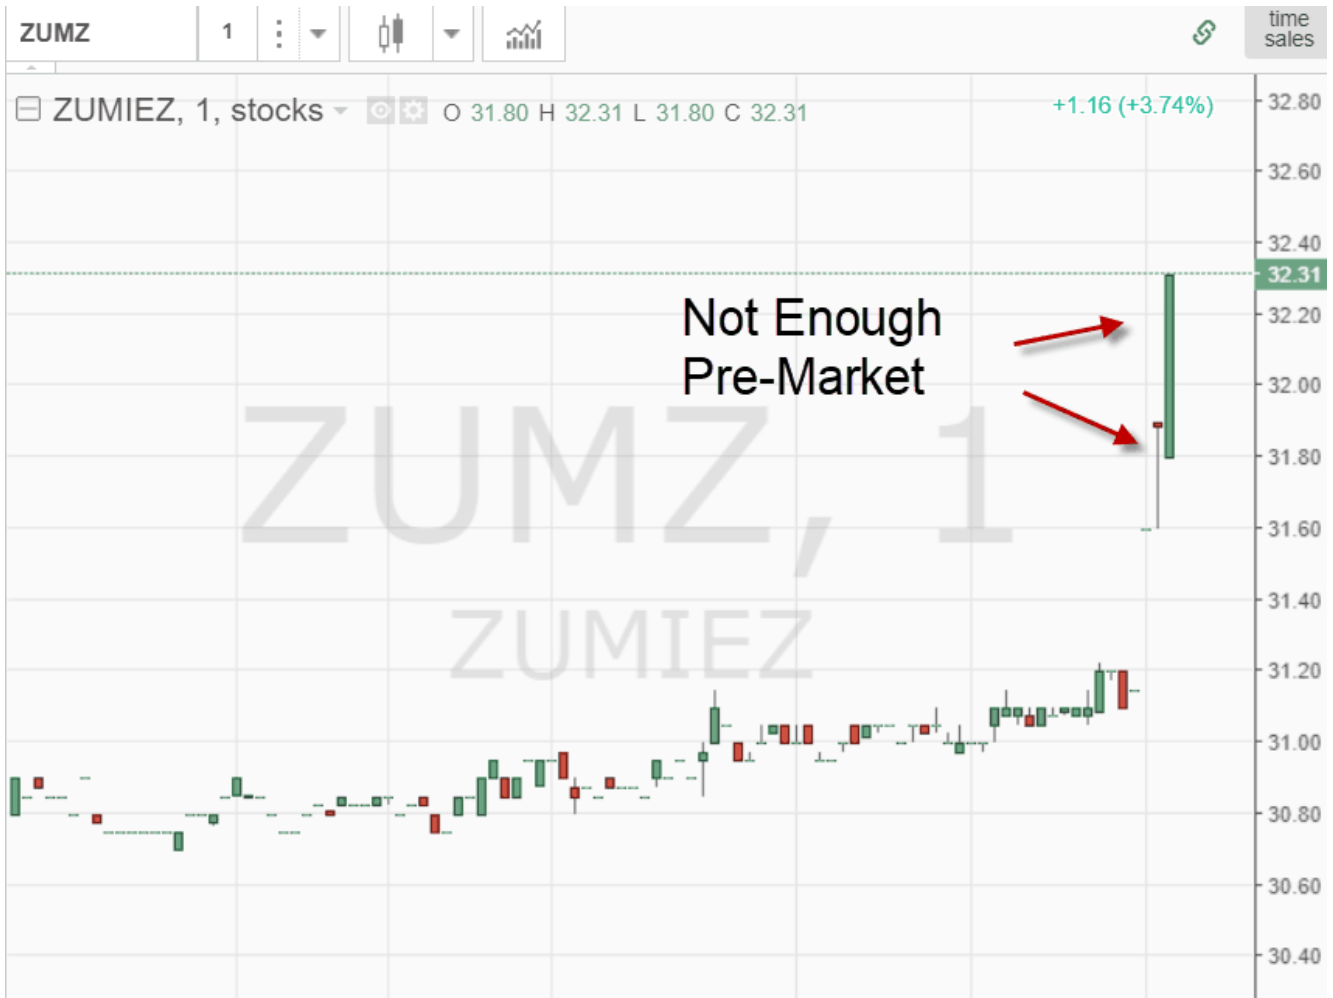 ZUMZ
1
time
sales
ZUMIEZ, 1, stocks
O 31.80 H 32.31 L 31.80 C 32.31
+1.16 (+3.74%)
32.80
32.60
32.40
32.31
Not Enough
Pre-Market
32.20
32.00
ZUMZ, 1
31.80
31.60
31.40
ZUMIEZ
31.20
31.00
30.80
30.60
30.40